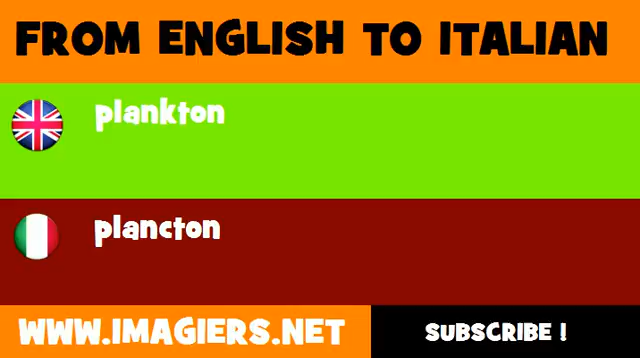 FROM ENGLISH TO ITALIAN
plankton
plancton
WWW.IMAGIERS.NET
SUBSCRIBE !